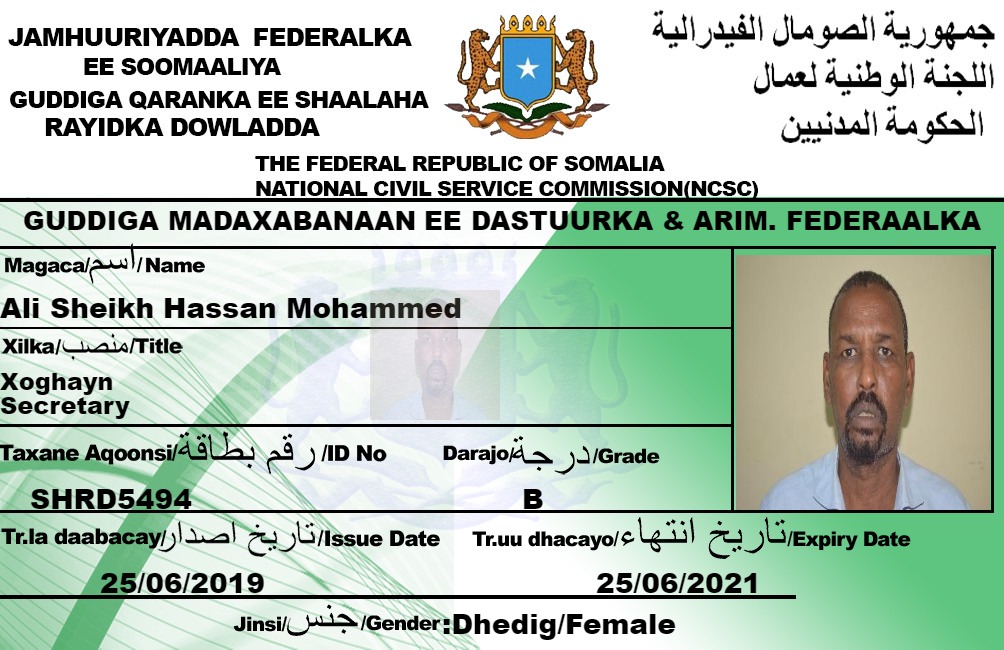 JAMHUURIYADDA FEDERALKA
EE SOOMAALIYA
GUDDIGA QARANKA EE SHAALAHA
RAYIDKA DOWLADDA
جمهورية الصومال الفيدرالية
اللجنة الوطنية لعمال
الحكومة المدنيين
THE FEDERAL REPUBLIC OF SOMALIA
NATIONAL CIVIL SERVICE COMMISSION(NCSC)
GUDDIGA MADAXABANAAN EE DASTUURKA & ARIM. FEDERAALKA
Magaca/اسم/Name
Ali Sheikh Hassan Mohammed
Xilka/منصب/Title
Xoghayn
Secretary
Taxane Aqoonsi/رقم بطاقة/ID No Darajo/درجة/Grade
SHRD5494 B
Tr.la daabacay/تاريخ اصدار/Issue Date Tr.uu dhacayo/تاريخ انتهاء/Expiry Date
25/06/2019 25/06/2021
Jinsi/جنس/Gender:Dhedig/Female